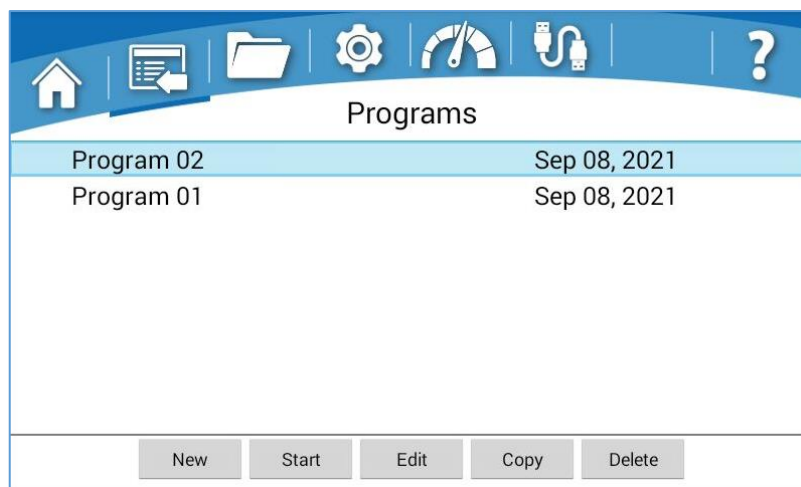 ?
Programs
Program 02 Sep 08, 2021
Program 01 Sep 08, 2021
New Start Edit Copy Delete